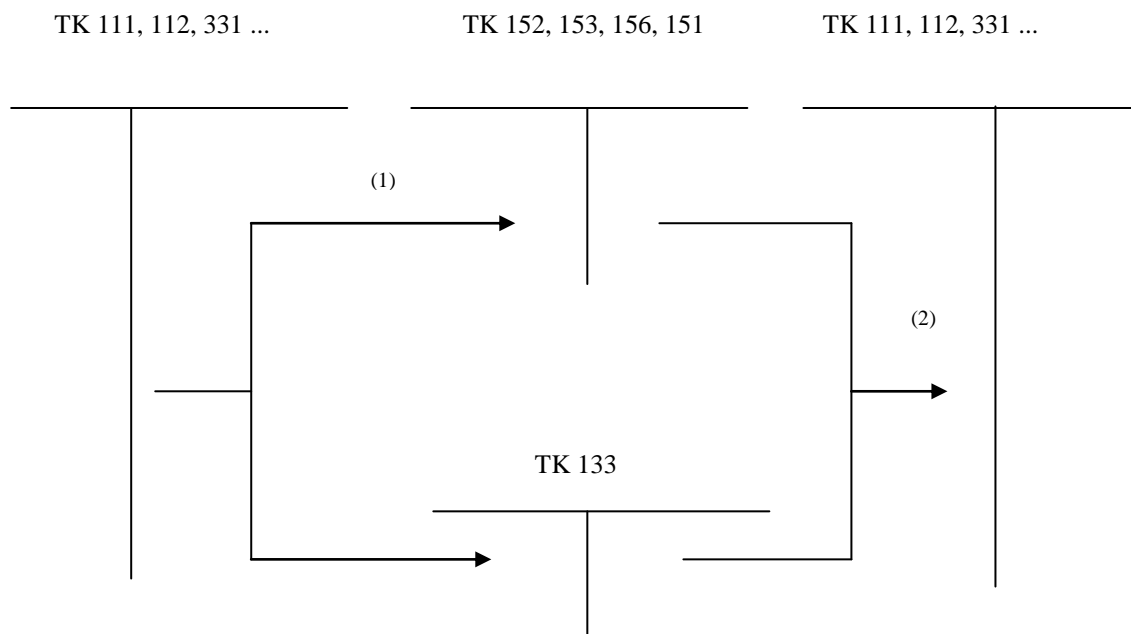 TK 111, 112, 331 ...
TK 152, 153, 156, 151
TK 111, 112, 331 ...
(1)
(2)
TK 133